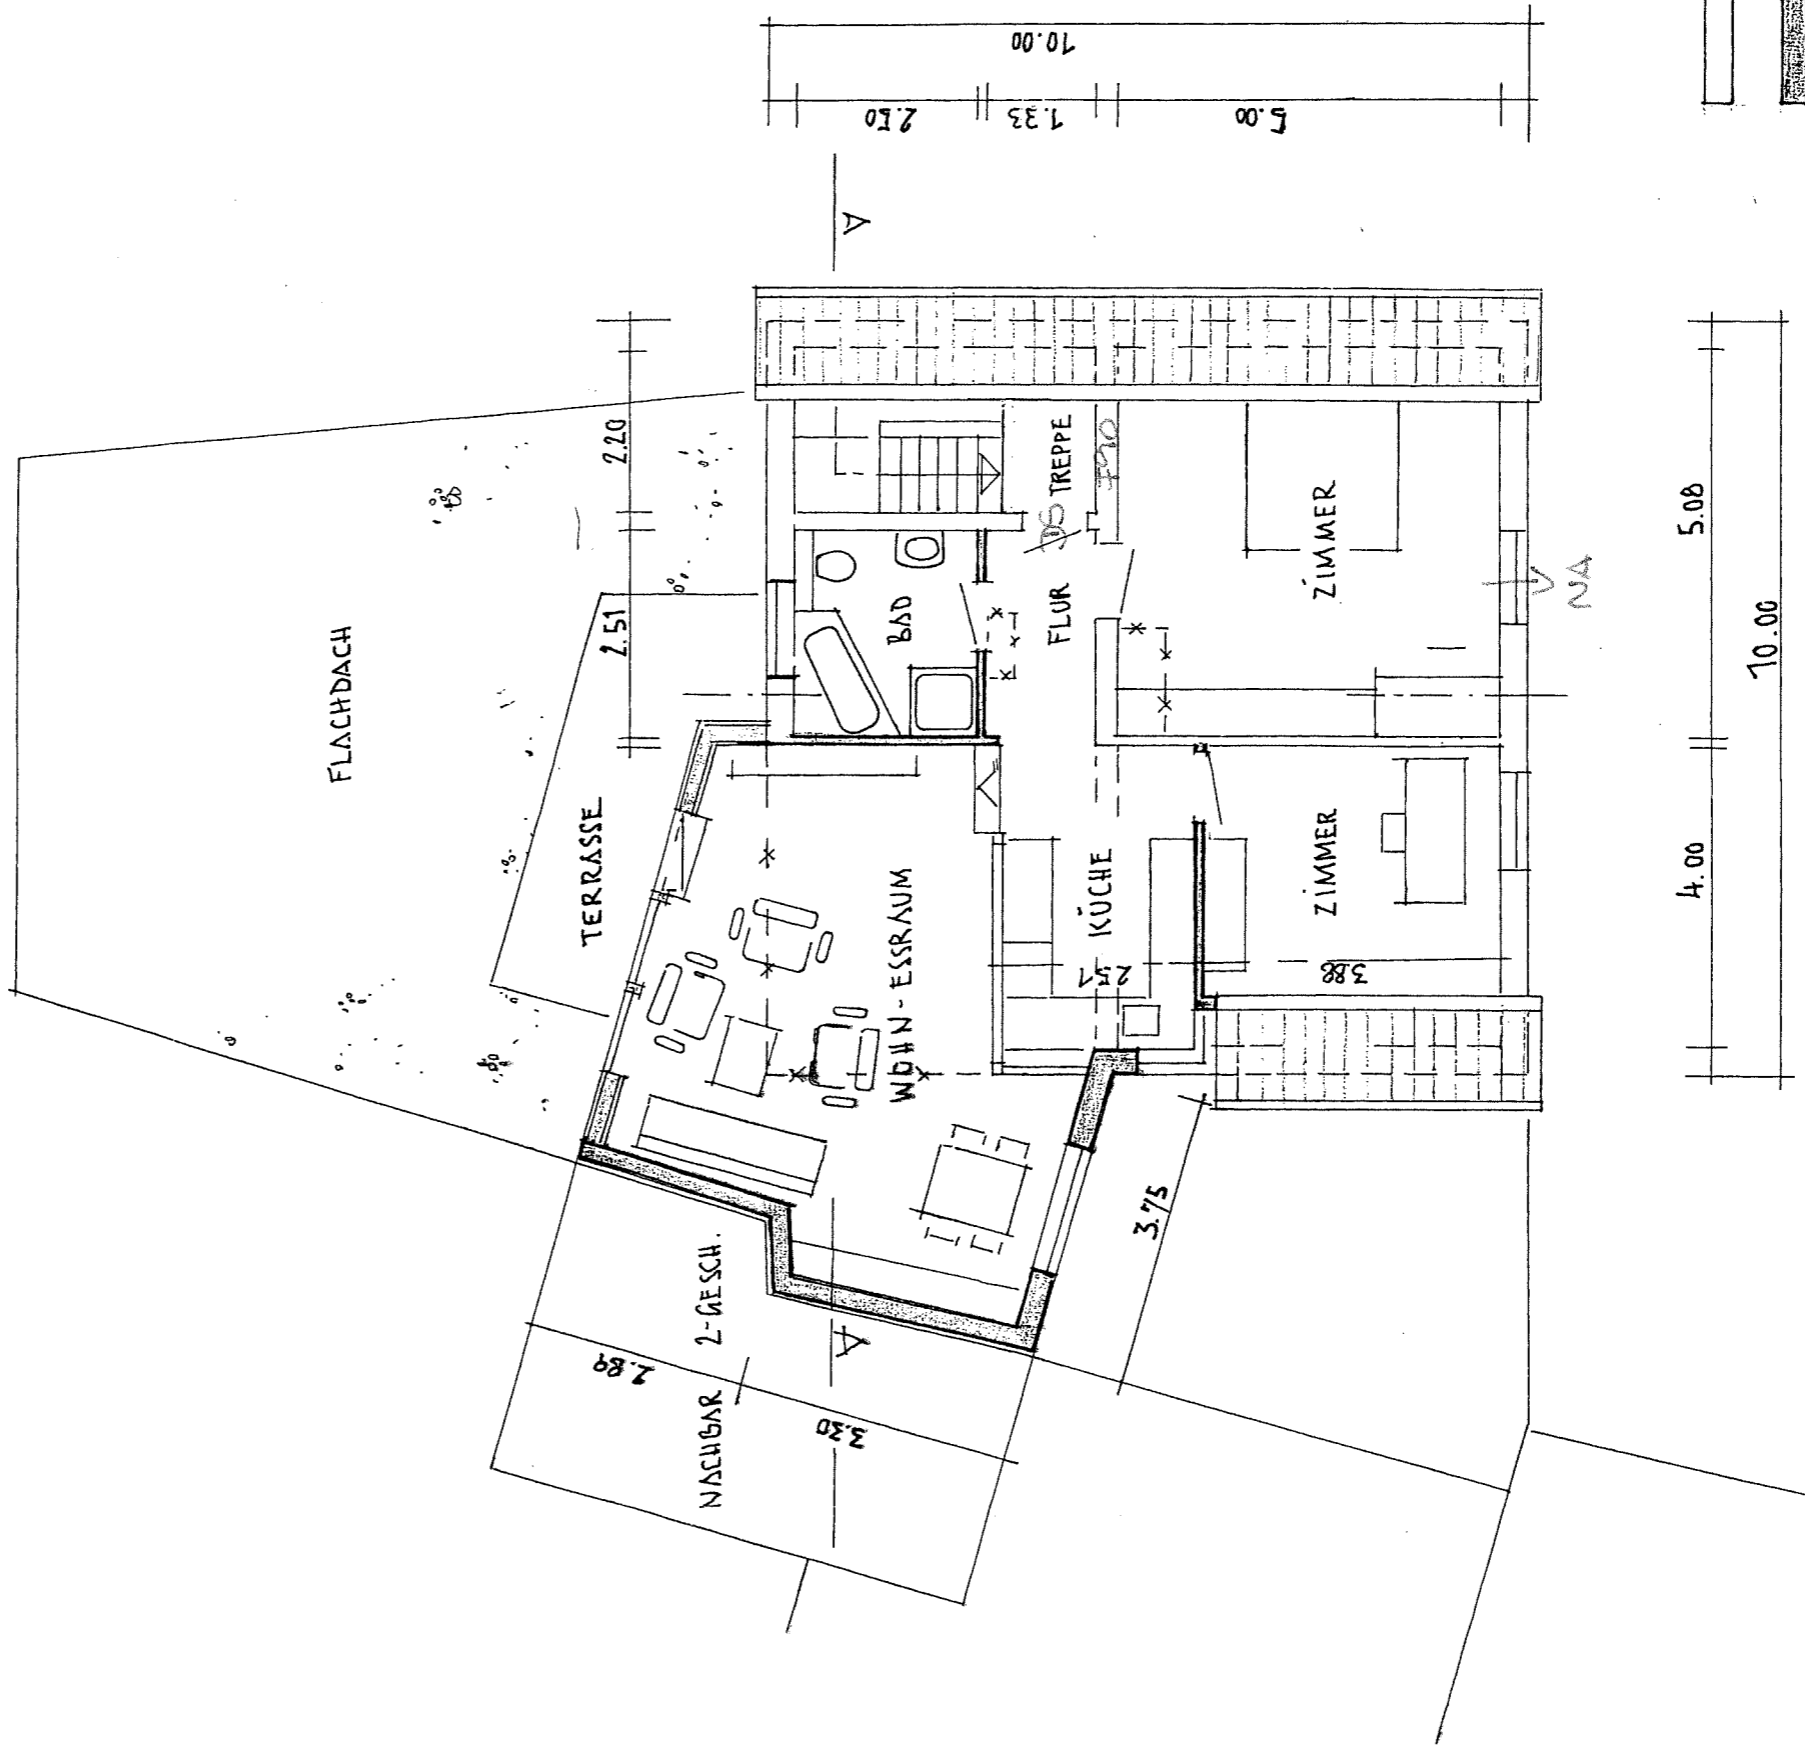 FLACHDACH
TERRASSE
2.20
2.51
10.00
2.50
1.33
5.00
A
BAD
FLUR
DS TREPPE
F90
ZIMMER
WOHN-ESSRAUM
KÜCHE
2.51
ZIMMER
3.88
5.08
4.00
10.00
3.75
2.89
3.30
A
NACHBAR 2-GESCH.